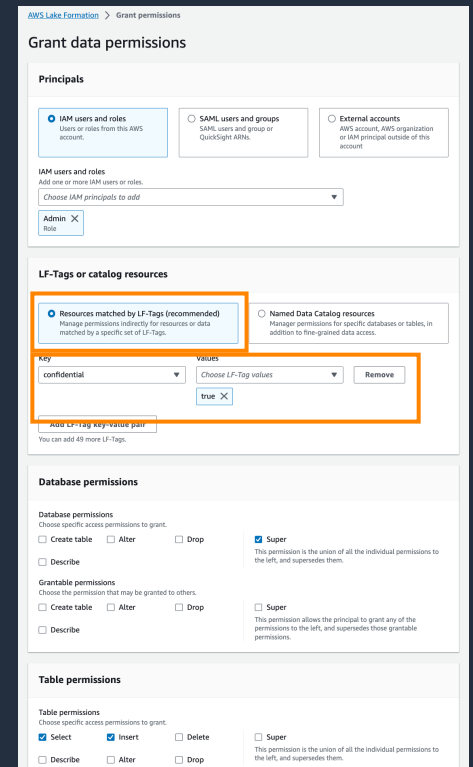 AWS Lake Formation > Grant permissions
Grant data permissions
Principals
IAM users and roles
Users or roles from this AWS
account.
SAML users and groups
SAML users and group or
QuickSight ARNs.
External accounts
AWS account, AWS organization
or IAM principal outside of this
account
IAM users and roles
Add one or more IAM users or roles.
Choose IAM principals to add
Admin
Role
LF-Tags or catalog resources
Resources matched by LF-Tags (recommended)
Manage permissions indirectly for resources or data
matched by a specific set of LF-Tags.
Named Data Catalog resources
Manager permissions for specific databases or tables, in
addition to fine-grained data access.
Key Values
confidential Choose LF-Tag values Remove
true
Add LF-Tag key-value pair
You can add 49 more LF-Tags.
Database permissions
Database permissions
Choose specific access permissions to grant.
Create table Alter Drop Super
This permission is the union of all the individual permissions to
the left, and supersedes them.
Describe
Grantable permissions
Choose the permission that may be granted to others.
Create table Alter Drop Super
This permission allows the principal to grant any of the
permissions to the left, and supersedes those grantable
permissions.
Describe
Table permissions
Table permissions
Choose specific access permissions to grant.
Select Insert Delete Super
This permission is the union of all the individual permissions to
the left, and supersedes them.
Describe Alter Drop